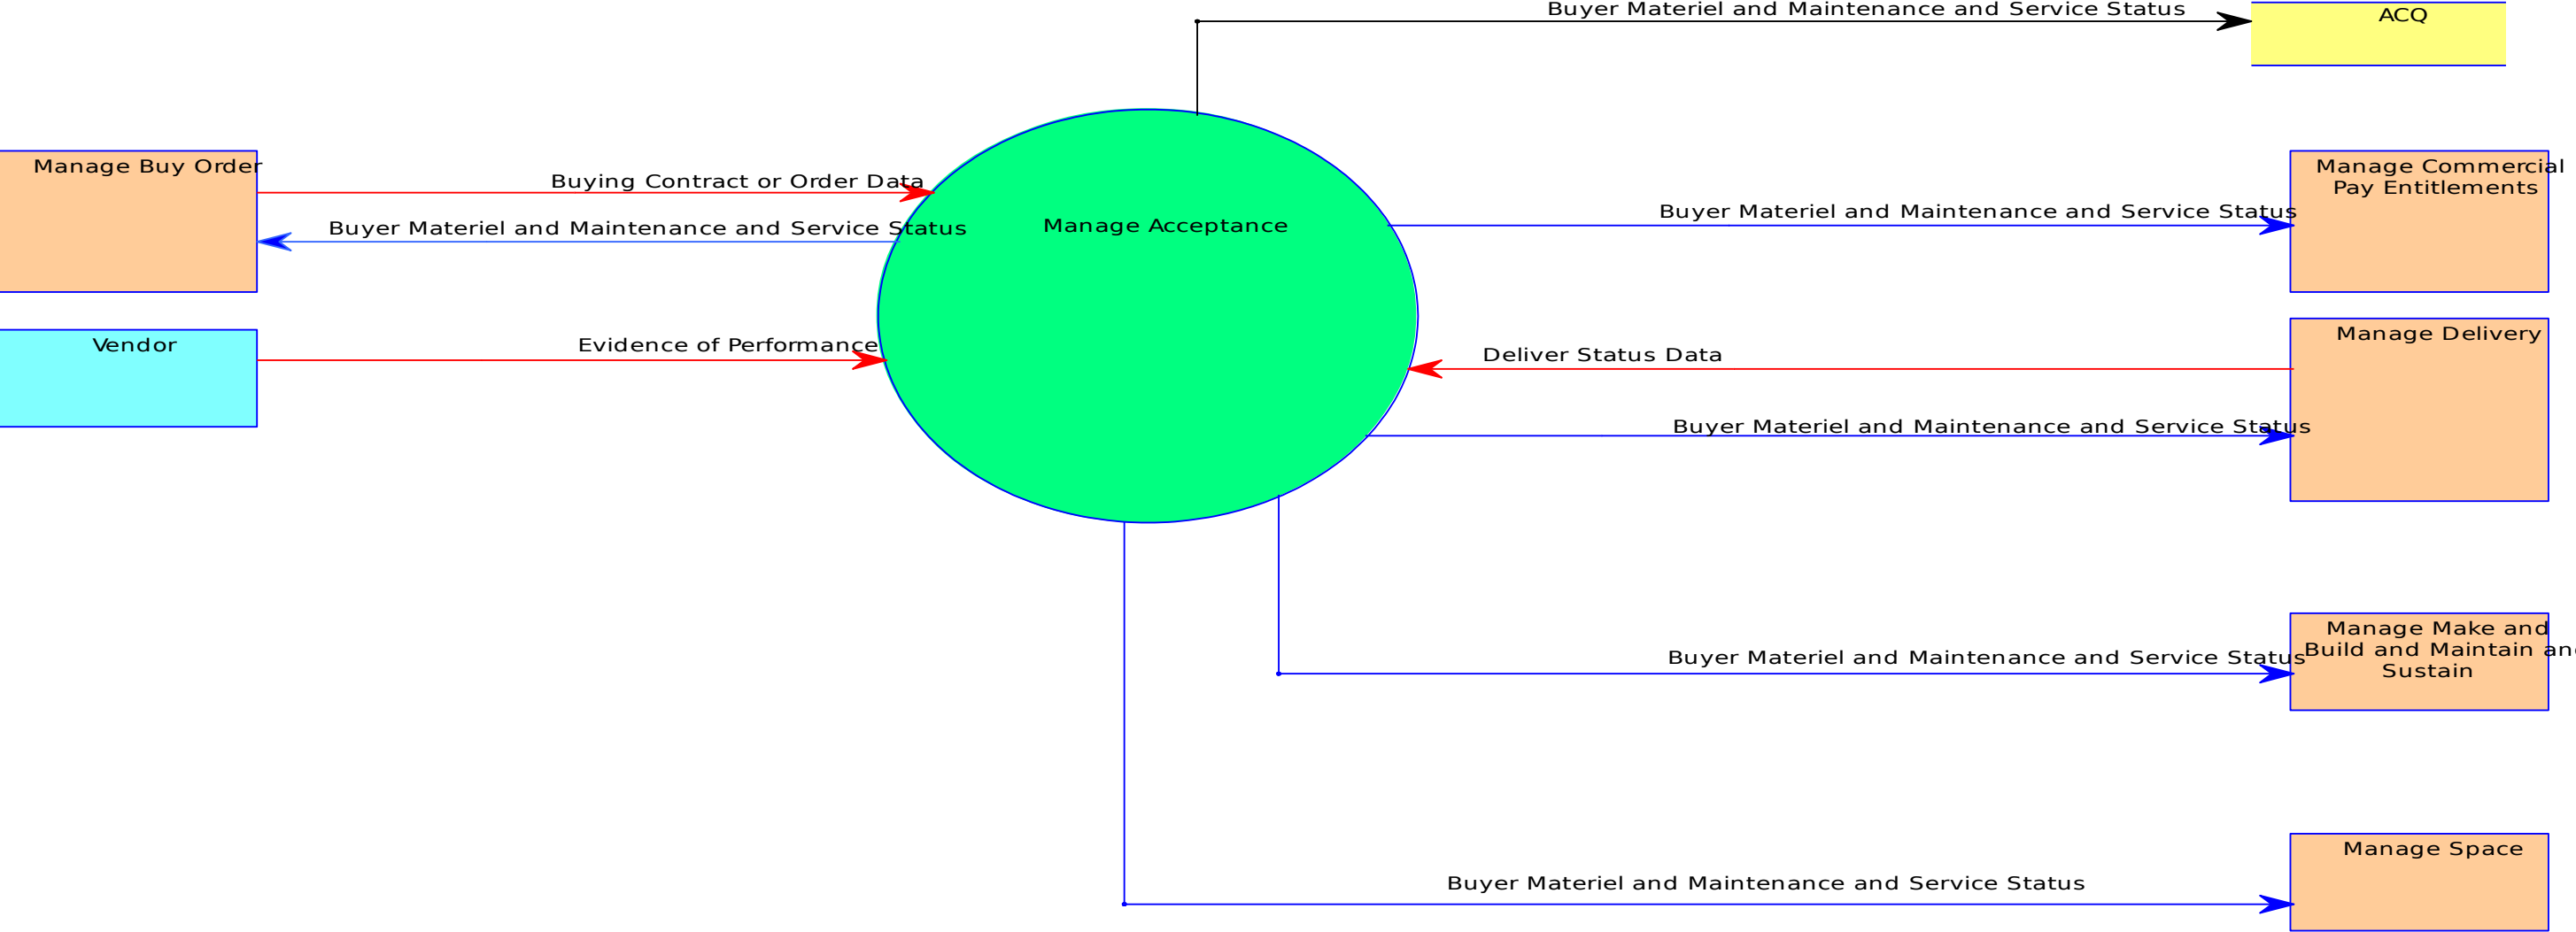 Buyer Materiel and Maintenance and Service Status
ACQ
Manage Buy Order
Buying Contract or Order Data
Buyer Materiel and Maintenance and Service Status
Manage Acceptance
Manage Commercial
Pay Entitlements
Buyer Materiel and Maintenance and Service Status
Vendor
Evidence of Performance
Manage Delivery
Deliver Status Data
Buyer Materiel and Maintenance and Service Status
Manage Make and
Build and Maintain an
Sustain
Buyer Materiel and Maintenance and Service Status
Manage Space
Buyer Materiel and Maintenance and Service Status